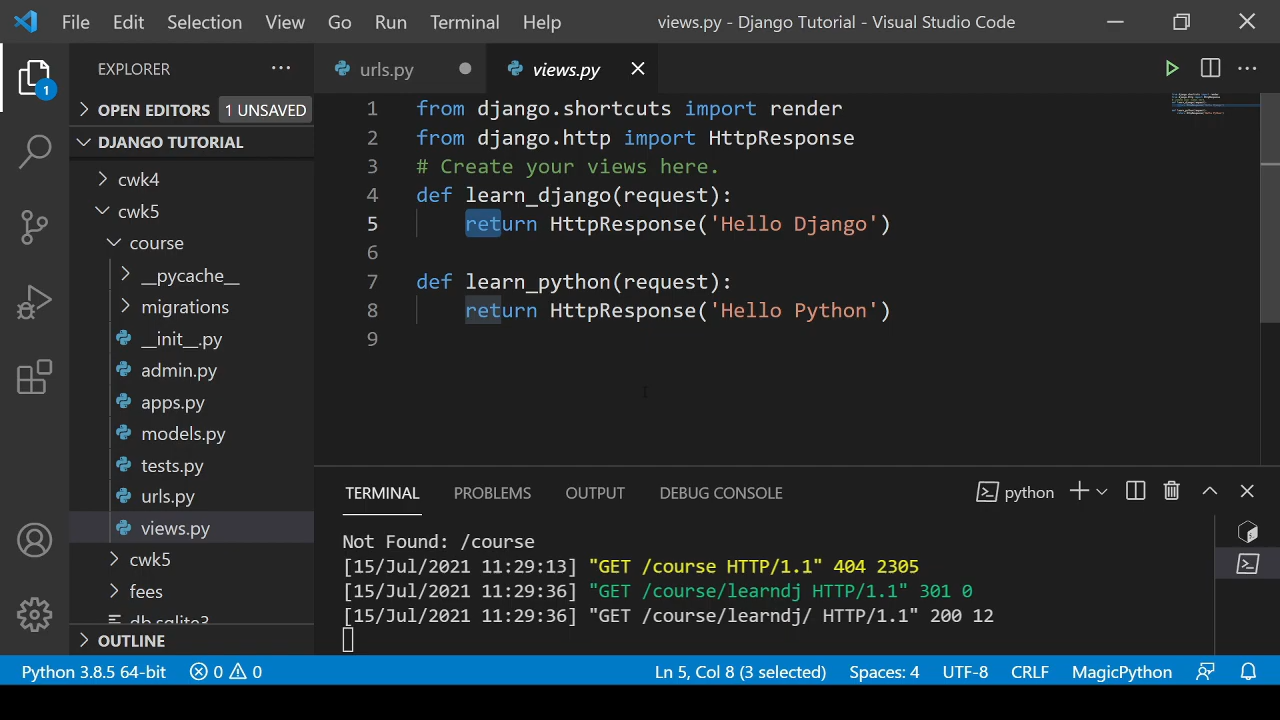 File Edit Selection View Go Run Terminal Help views.py - Django Tutorial - Visual Studio Code
EXPLORER
1
OPEN EDITORS 1 UNSAVED
DJANGO TUTORIAL
cwk4
cwk5
course
__pycache__
migrations
__init__.py
admin.py
apps.py
models.py
tests.py
urls.py
views.py
cwk5
fees
db.sqlite3
OUTLINE
urls.py views.py
1 from django.shortcuts import render
2 from django.http import HttpResponse
3 # Create your views here.
4 def learn_django(request):
5 return HttpResponse('Hello Django')
6
7 def learn_python(request):
8 return HttpResponse('Hello Python')
9
TERMINAL PROBLEMS OUTPUT DEBUG CONSOLE python
Not Found: /course
[15/Jul/2021 11:29:13] "GET /course HTTP/1.1" 404 2305
[15/Jul/2021 11:29:36] "GET /course/learndj HTTP/1.1" 301 0
[15/Jul/2021 11:29:36] "GET /course/learndj/ HTTP/1.1" 200 12
Python 3.8.5 64-bit 0 0 Ln 5, Col 8 (3 selected) Spaces: 4 UTF-8 CRLF MagicPython